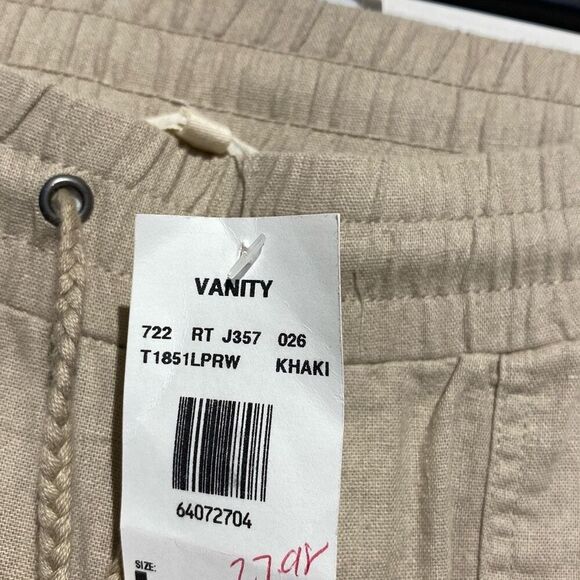 VANITY
722 RT J357 026
T1851LPRW KHAKI
64072704
SIZE: